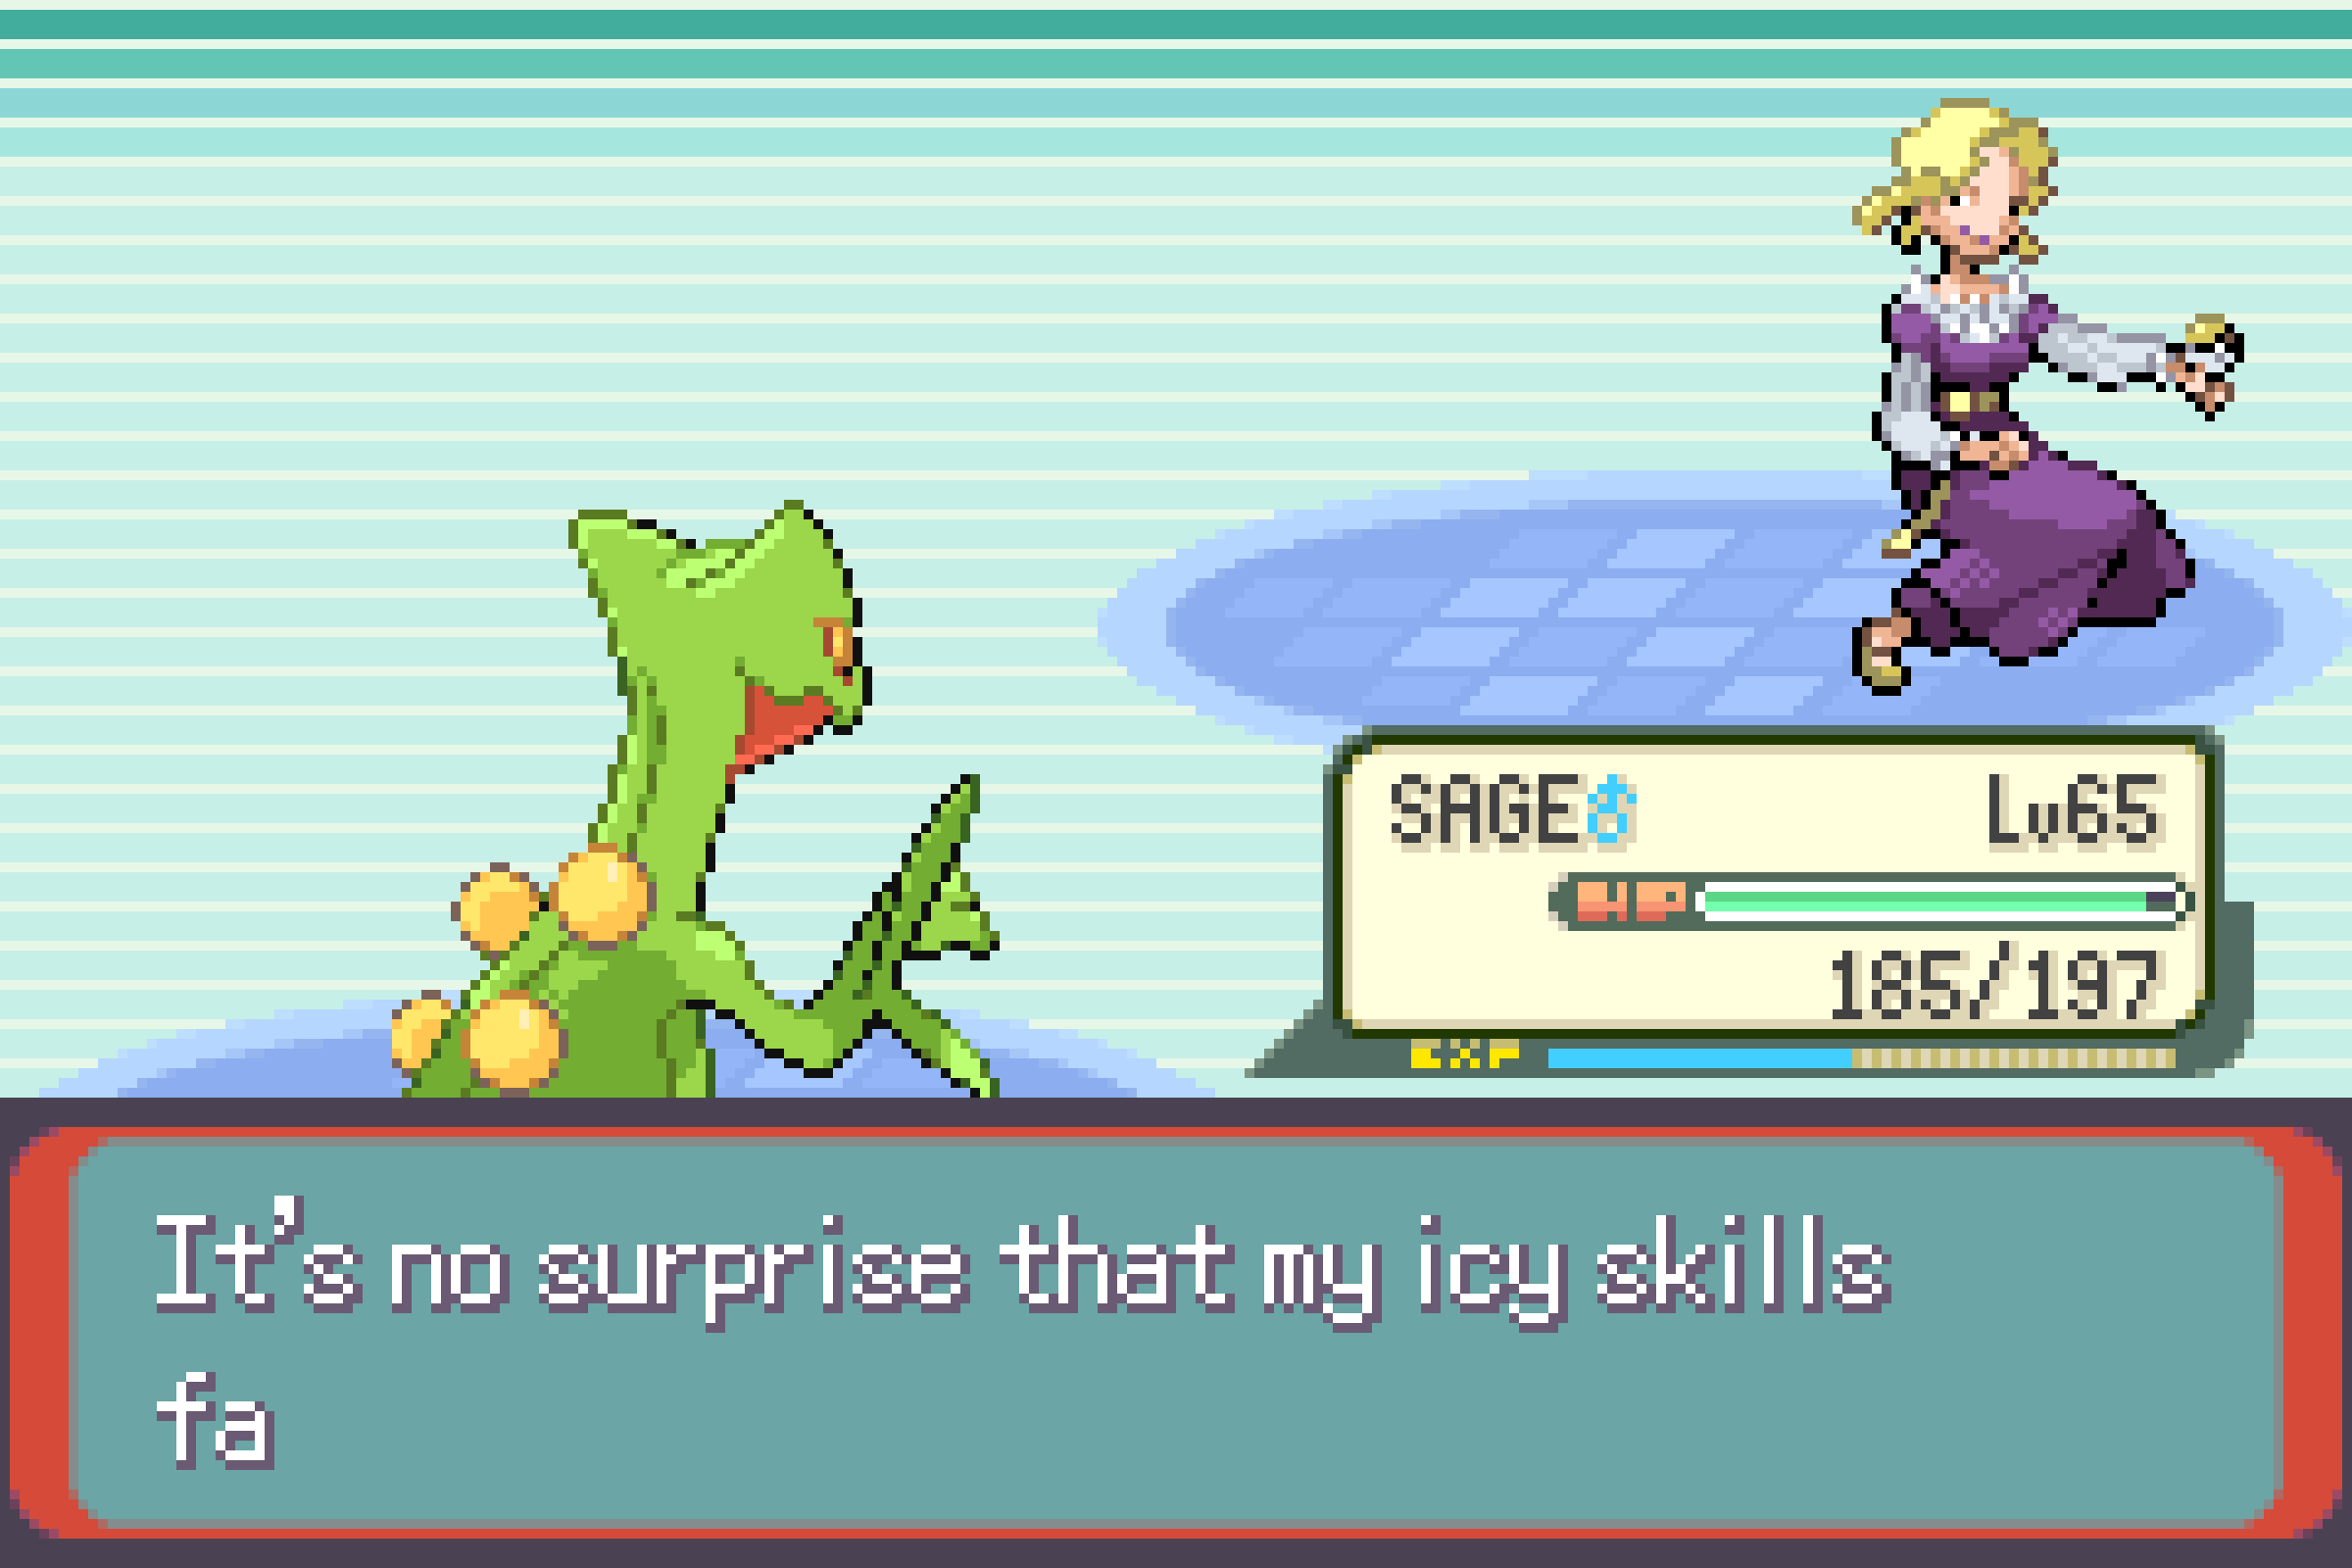 SAGE♂ Lv65
HP
185/197
EXP
It's no surprise that my icy skills
fa